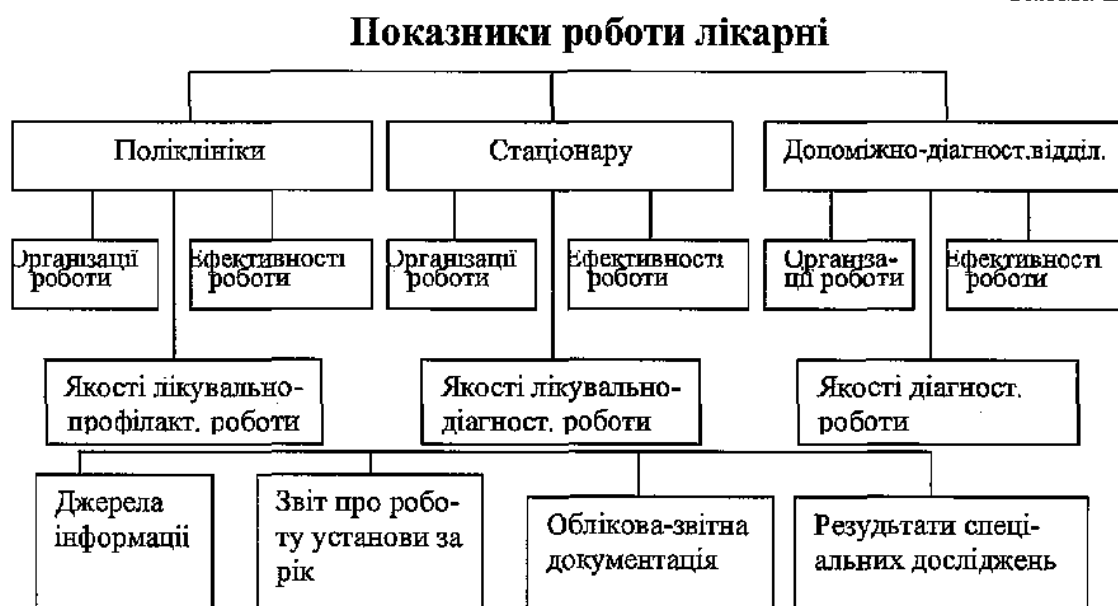 Показники роботи лікарні
Поліклініки
Стаціонару
Допоміжно-діагност.відділ.
Організації
роботи
Ефективності
роботи
Організації
роботи
Ефективності
роботи
Організа-
ції роботи
Ефективності
роботи
Якості лікувально-
профілакт. роботи
Якості лікувально-
діагност. роботи
Якості діагност.
роботи
Джерела
інформації
Звіт про робо-
ту установи за
рік
Облікова-звітна
документація
Результати спеці-
альних досліджень